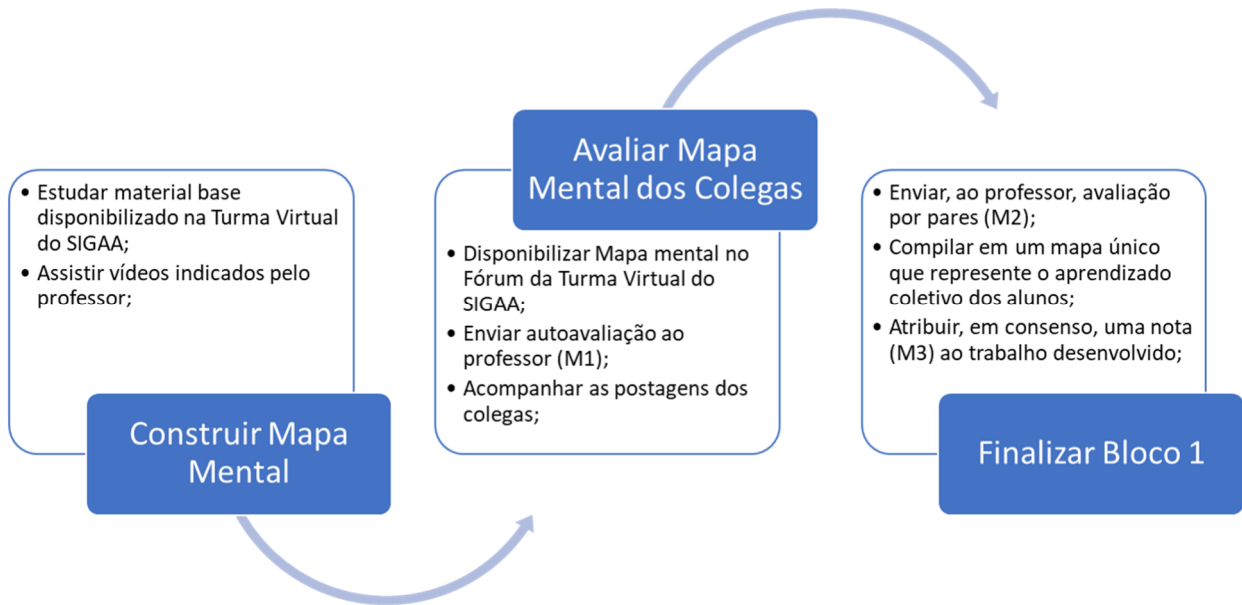 • Estudar material base
disponibilizado na Turma Virtual
do SIGAA;
• Assistir vídeos indicados pelo
professor;
Construir Mapa
Mental
Avaliar Mapa
Mental dos Colegas
• Disponibilizar Mapa mental no
Fórum da Turma Virtual do
SIGAA;
• Enviar autoavaliação ao
professor (M1);
• Acompanhar as postagens dos
colegas;
• Enviar, ao professor, avaliação
por pares (M2);
• Compilar em um mapa único
que represente o aprendizado
coletivo dos alunos;
• Atribuir, em consenso, uma nota
(M3) ao trabalho desenvolvido;
Finalizar Bloco 1